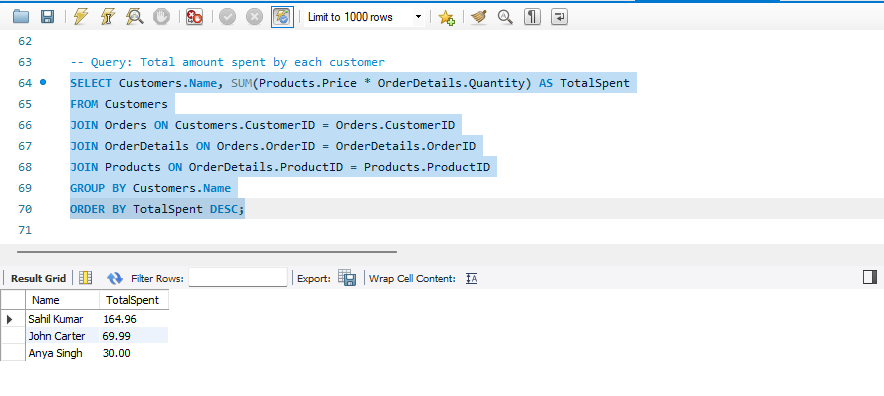 Limit to 1000 rows
62
63 -- Query: Total amount spent by each customer
64 SELECT Customers.Name, SUM(Products.Price * OrderDetails.Quantity) AS TotalSpent
65 FROM Customers
66 JOIN Orders ON Customers.CustomerID = Orders.CustomerID
67 JOIN OrderDetails ON Orders.OrderID = OrderDetails.OrderID
68 JOIN Products ON OrderDetails.ProductID = Products.ProductID
69 GROUP BY Customers.Name
70 ORDER BY TotalSpent DESC;
71
Result Grid Filter Rows: Export: Wrap Cell Content:
Name TotalSpent
Sahil Kumar 164.96
John Carter 69.99
Anya Singh 30.00